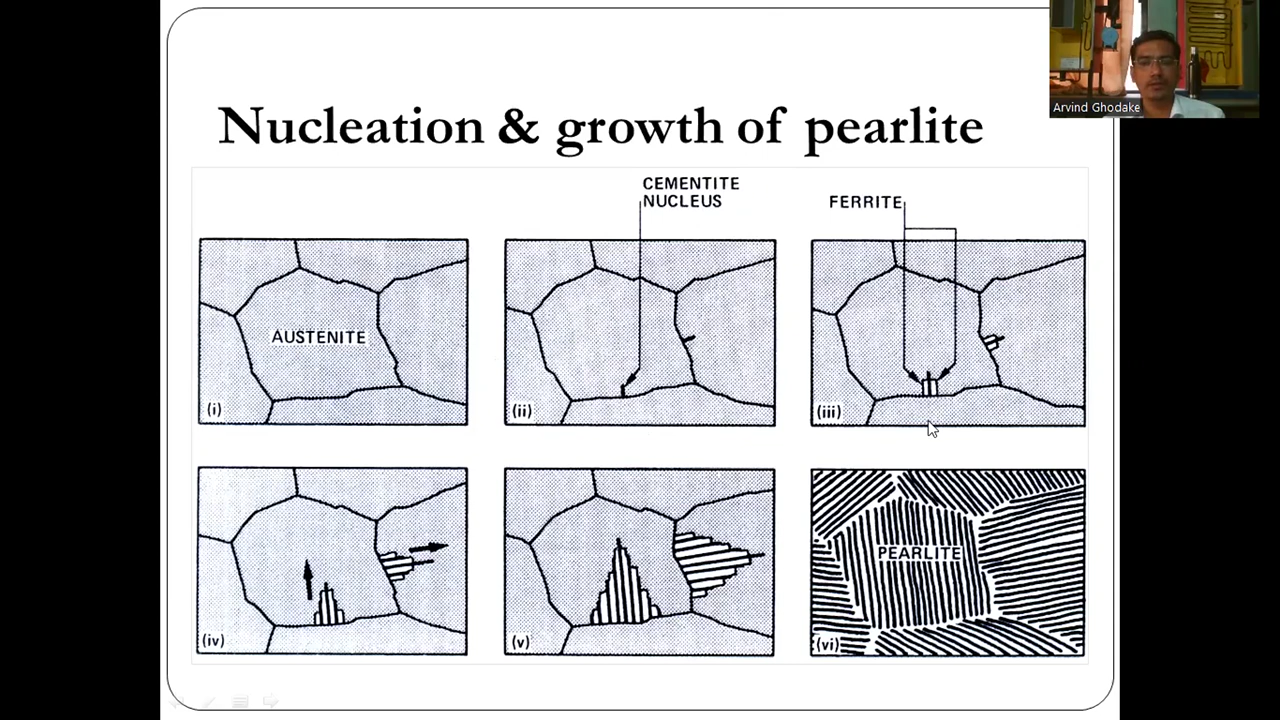 Arvind Ghodake
Nucleation & growth of pearlite
CEMENTITE
NUCLEUS
FERRITE
AUSTENITE
(i)
(ii)
(iii)
(iv)
(v)
PEARLITE
(vi)